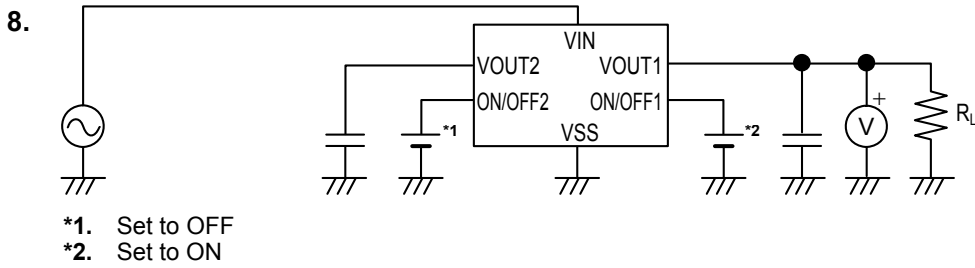 8.
VIN
VOUT2 VOUT1
ON/OFF2 ON/OFF1
*1 *2
VSS
+
V
RL
*1. Set to OFF
*2. Set to ON